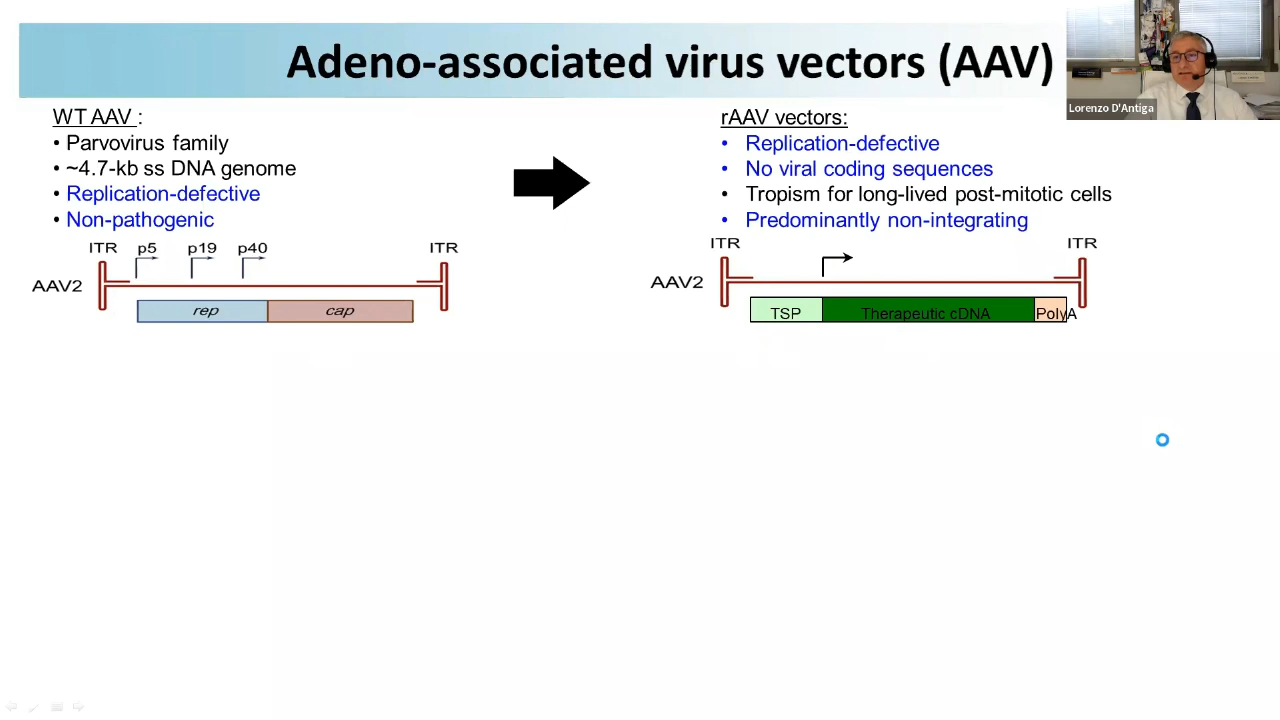 Adeno-associated virus vectors (AAV)
Lorenzo D'Antiga
WT AAV :
• Parvovirus family
• ~4.7-kb ss DNA genome
• Replication-defective
• Non-pathogenic
ITR p5 p19 p40 ITR
AAV2
rep cap
rAAV vectors:
• Replication-defective
• No viral coding sequences
• Tropism for long-lived post-mitotic cells
• Predominantly non-integrating
ITR ITR
AAV2
TSP Therapeutic cDNA PolyA